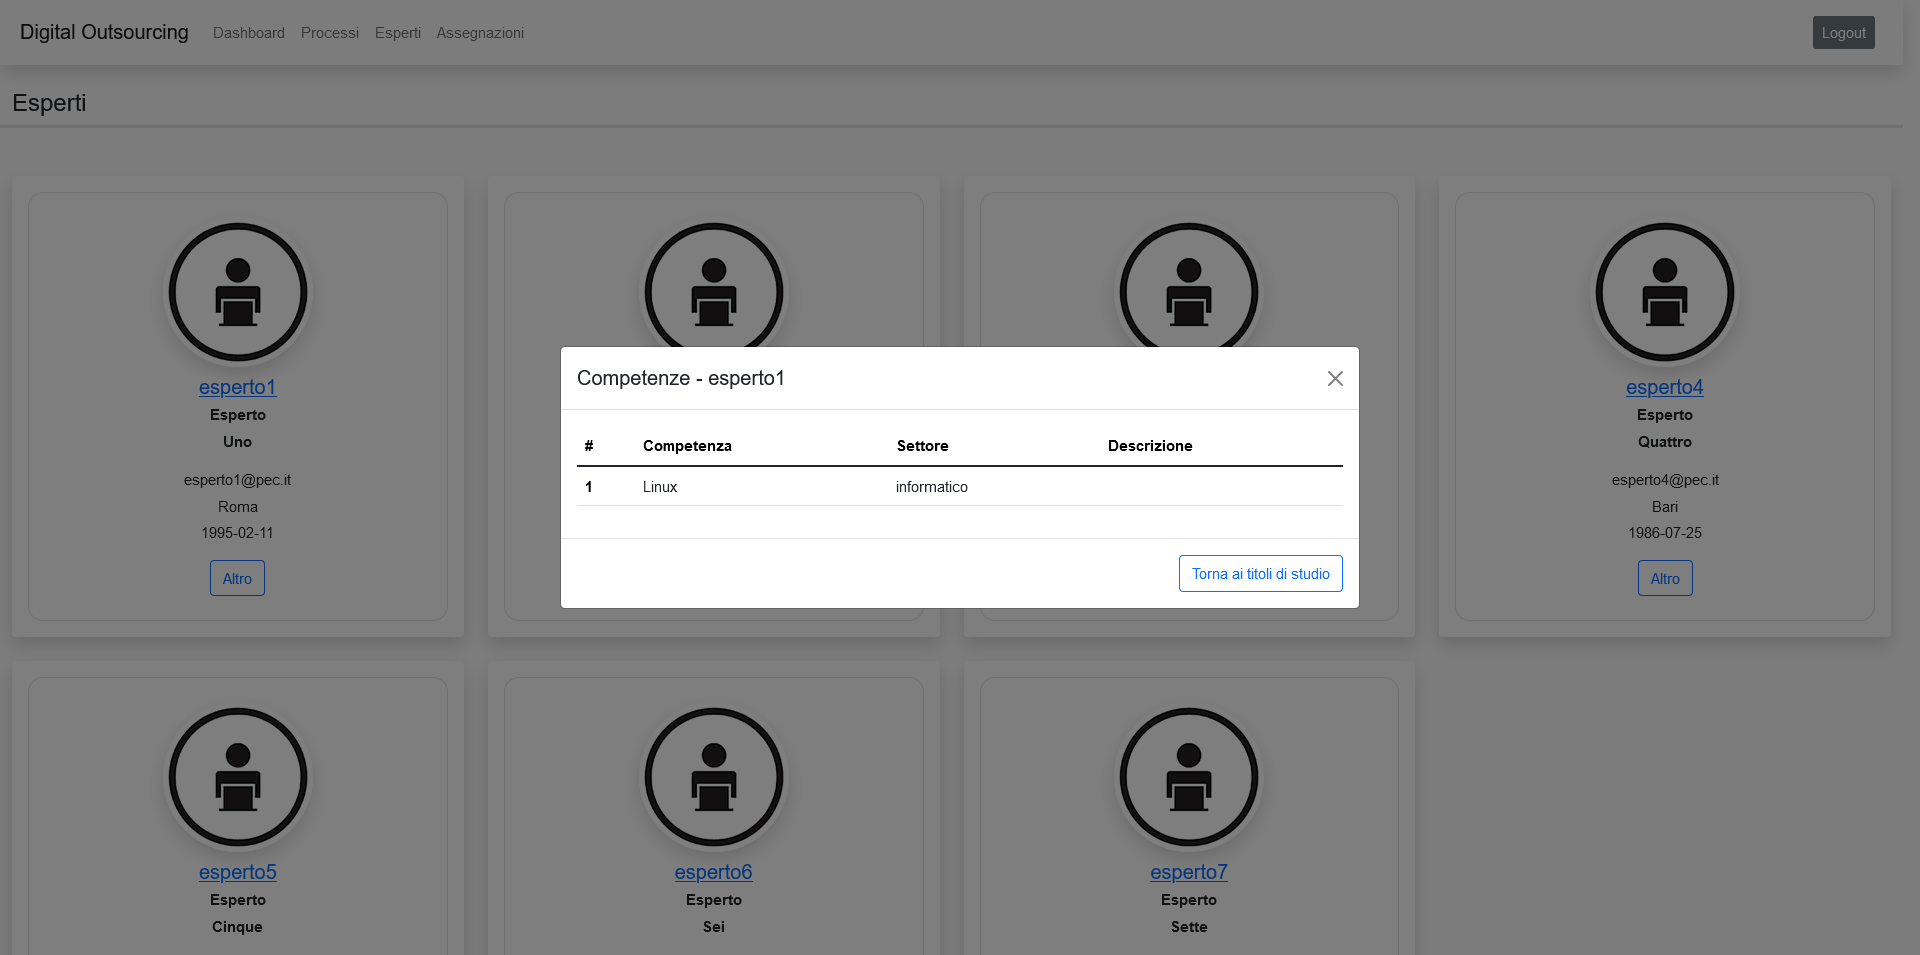 Digital Outsourcing Dashboard Processi Esperti Assegnazioni Logout
Esperti
esperto1
Esperto
Uno
esperto1@pec.it
Roma
1995-02-11
Altro
esperto4
Esperto
Quattro
esperto4@pec.it
Bari
1986-07-25
Altro
Competenze - esperto1
# Competenza Settore Descrizione
1 Linux informatico
Torna ai titoli di studio
esperto5
Esperto
Cinque
esperto6
Esperto
Sei
esperto7
Esperto
Sette